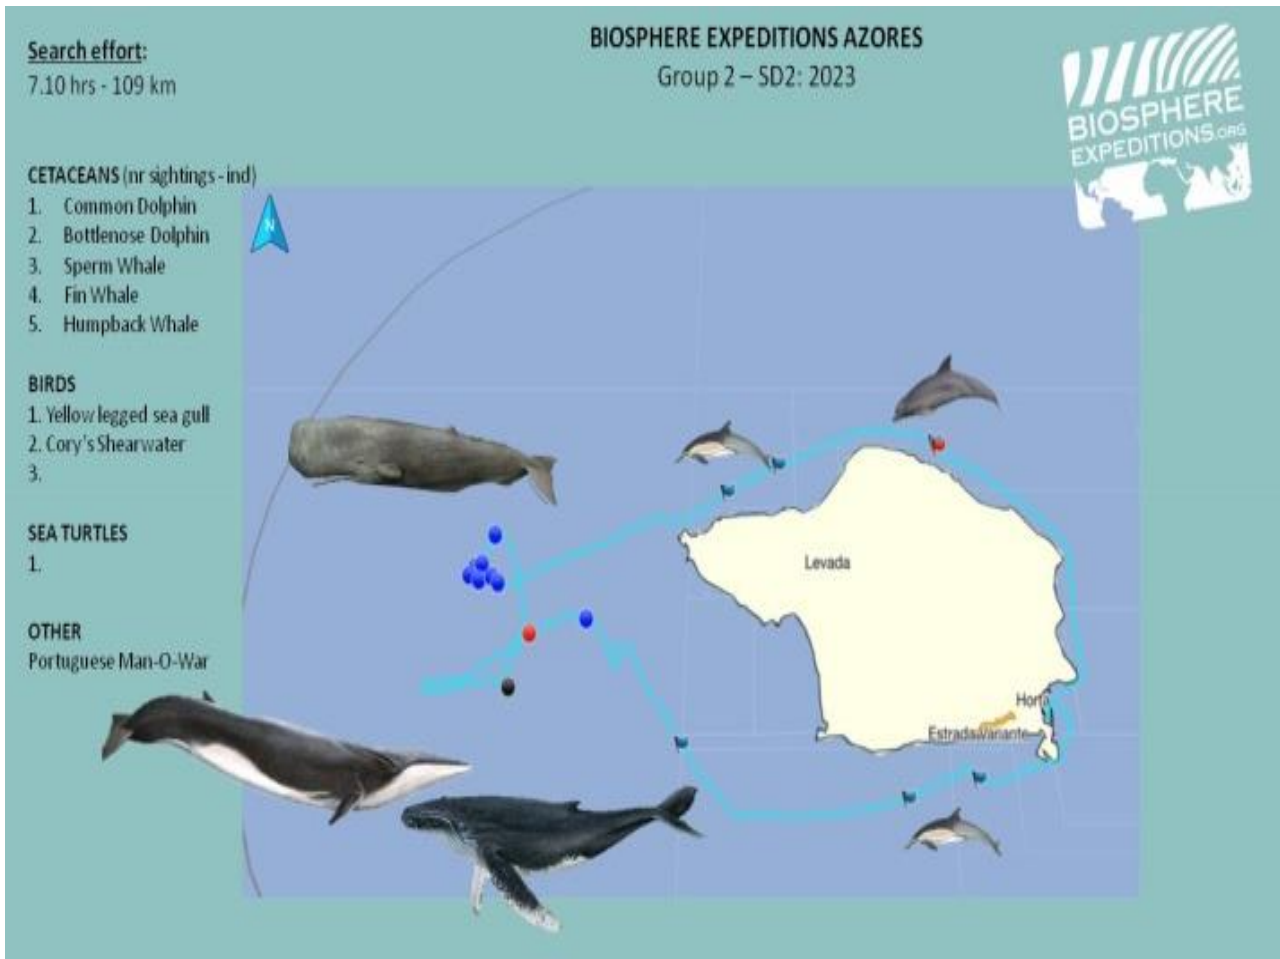 Search effort:
7.10 hrs - 109 km
BIOSPHERE EXPEDITIONS AZORES
Group 2 – SD2: 2023
BIOSPHERE
EXPEDITIONS.ORG
CETACEANS (nr sightings - ind)
1. Common Dolphin
2. Bottlenose Dolphin
3. Sperm Whale
4. Fin Whale
5. Humpback Whale
N
BIRDS
1. Yellow legged sea gull
2. Cory's Shearwater
3.
SEA TURTLES
1.
OTHER
Portuguese Man-O-War
Levada
Horta
Estrada Variante